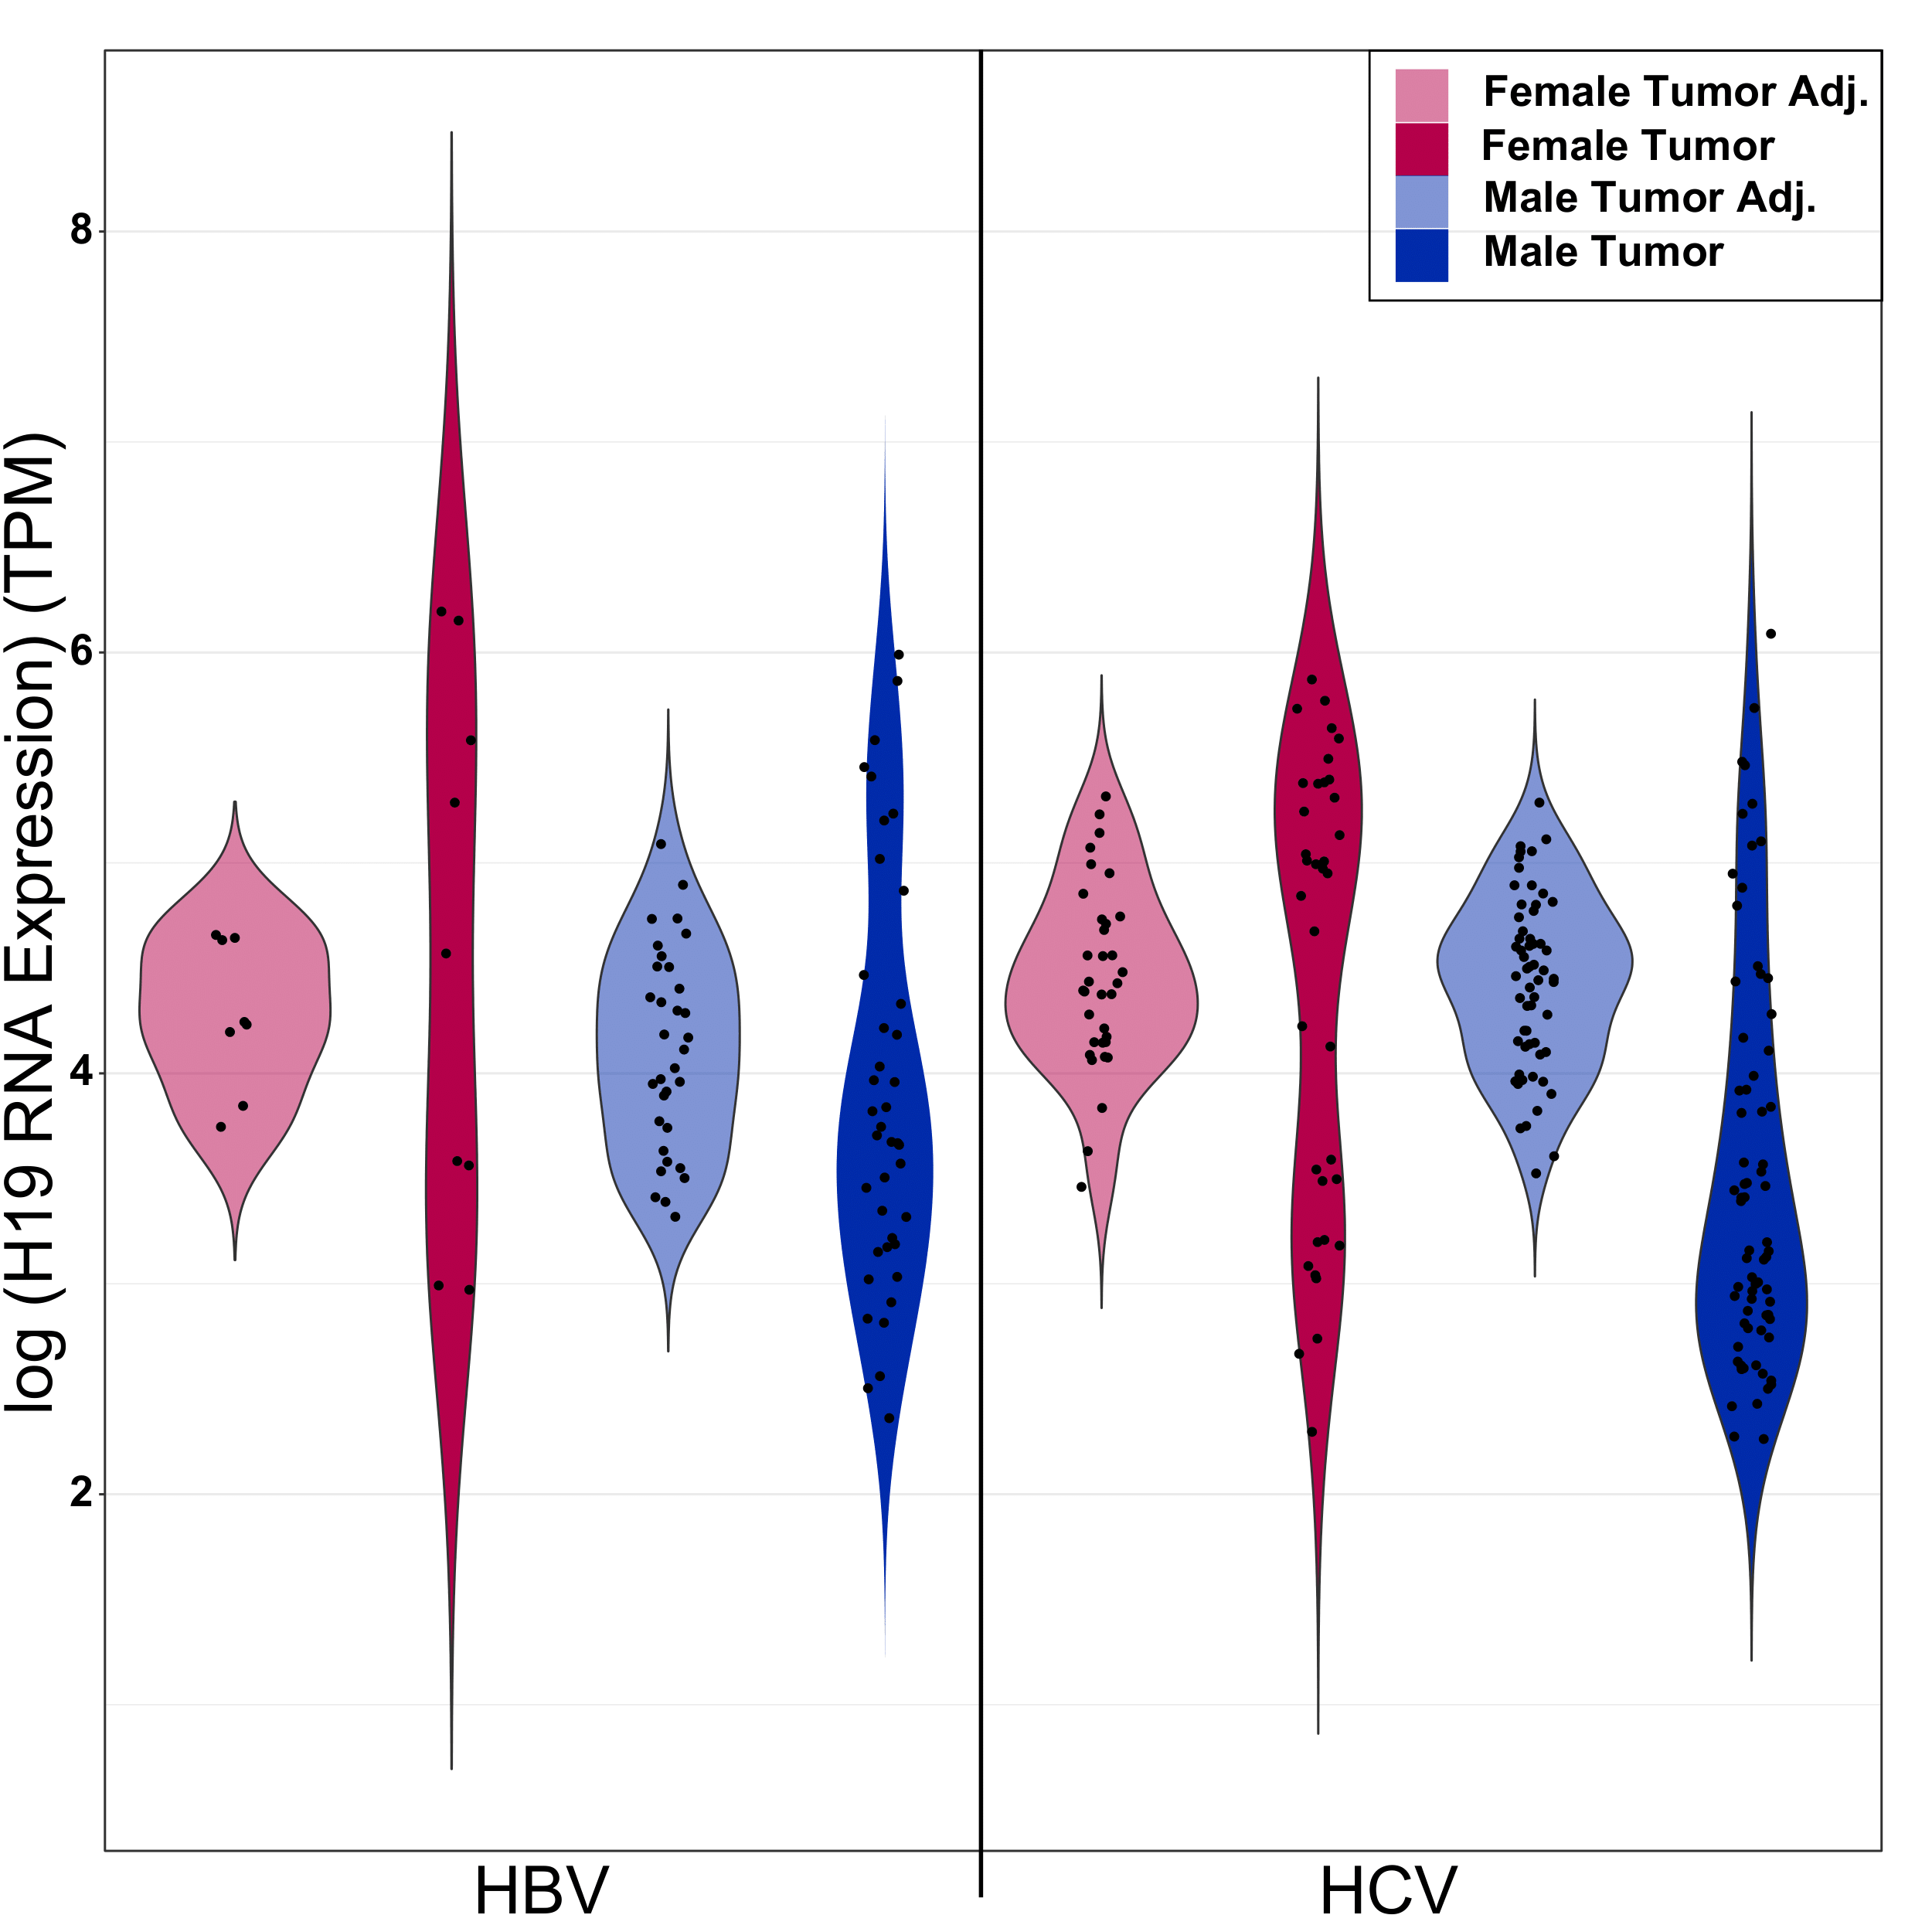 Female Tumor Adj.
Female Tumor
Male Tumor Adj.
Male Tumor
log (H19 RNA Expression) (TPM)
8
6
4
2
HBV
HCV